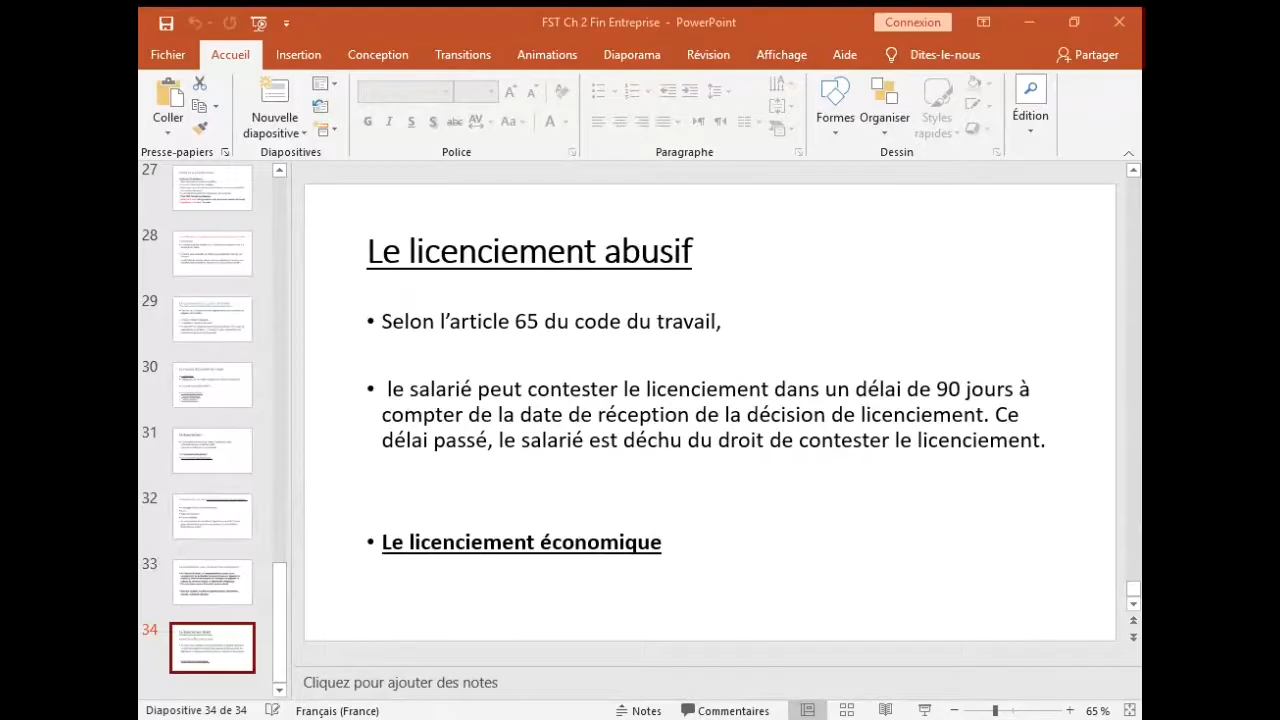 FST Ch 2 Fin Entreprise - PowerPoint
Connexion
Fichier Accueil Insertion Conception Transitions Animations Diaporama Révision Affichage Aide Dites-le-nous Partager
Coller
Nouvelle
diapositive
G I S S abc AV Aa A
Formes Organiser Styles
rapides
Édition
Presse-papiers Diapositives Police Paragraphe Dessin
27
28
29
30
31
32
33
34
Le licenciement abusif
• Selon l’article 65 du code du travail,
• le salarié peut contester le licenciement dans un délai de 90 jours à
compter de la date de réception de la décision de licenciement. Ce
délai passé, le salarié est déchu du droit de contester le licenciement.
• Le licenciement économique
Cliquez pour ajouter des notes
Diapositive 34 de 34 Français (France) Notes Commentaires 65 %